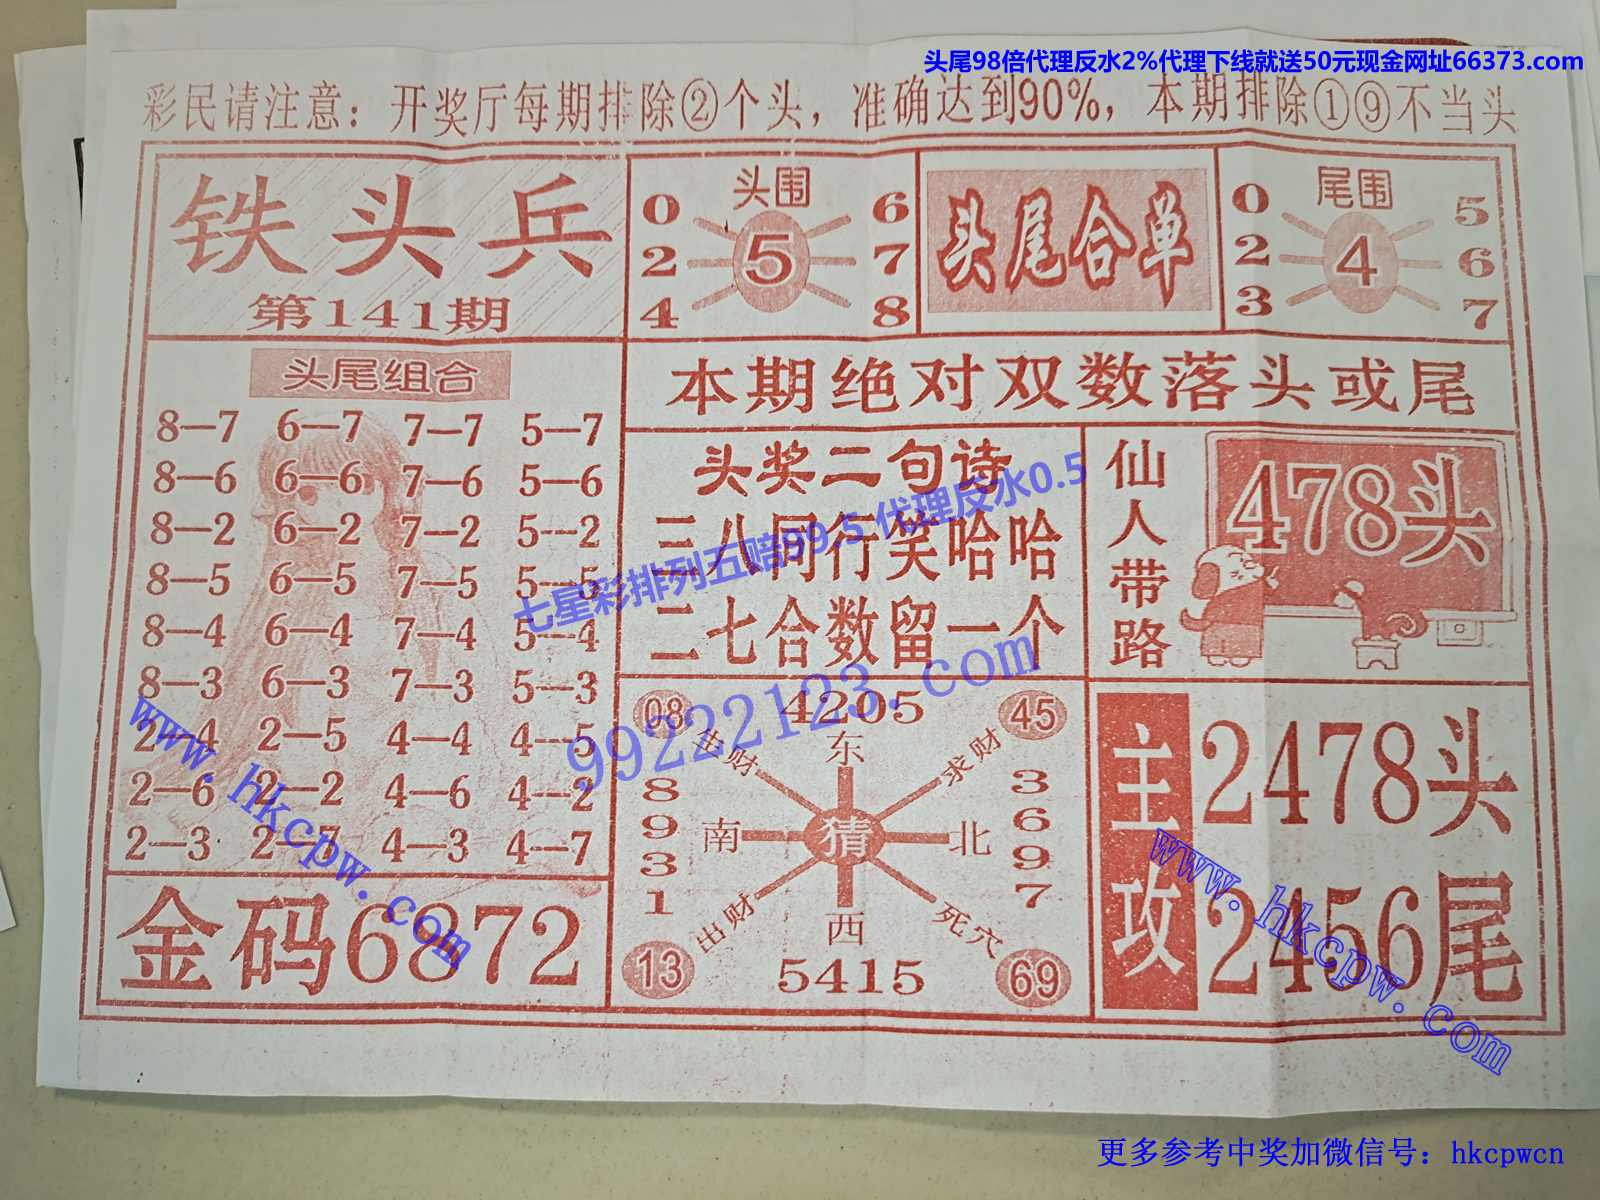 头尾98倍代理反水2%代理下线就送50元现金网址66373.com
彩民请注意：开奖厅每期排除②个头，准确达到90%，本期排除①⑨不当头
铁头兵
第141期
头围
0 6
2 5 7
4 8
头尾合单
尾围
0 5
2 4 6
3 7
头尾组合
8—7 6—7 7—7 5—7
8—6 6—6 7—6 5—6
8—2 6—2 7—2 5—2
8—5 6—5 7—5 5—5
8—4 6—4 7—4 5—4
8—3 6—3 7—3 5—3
2—4 2—5 4—4 4—5
2—6 2—2 4—6 4—2
2—3 2—7 4—3 4—7
金码6872
本期绝对双数落头或尾
头奖二句诗
三八同行笑哈哈
二七合数留一个
七星彩排列五赔99.5 代理反水0.5
99222123.com
仙人带路
478头
08 4205 45
生财 东 求财
8931
南 猜 北
3697
出财 西 死穴
13 5415 69
主攻
2478头
2456尾
www.hkcpw.com
www.hkcpw.com
更多参考中奖加微信号：hkcpwcn